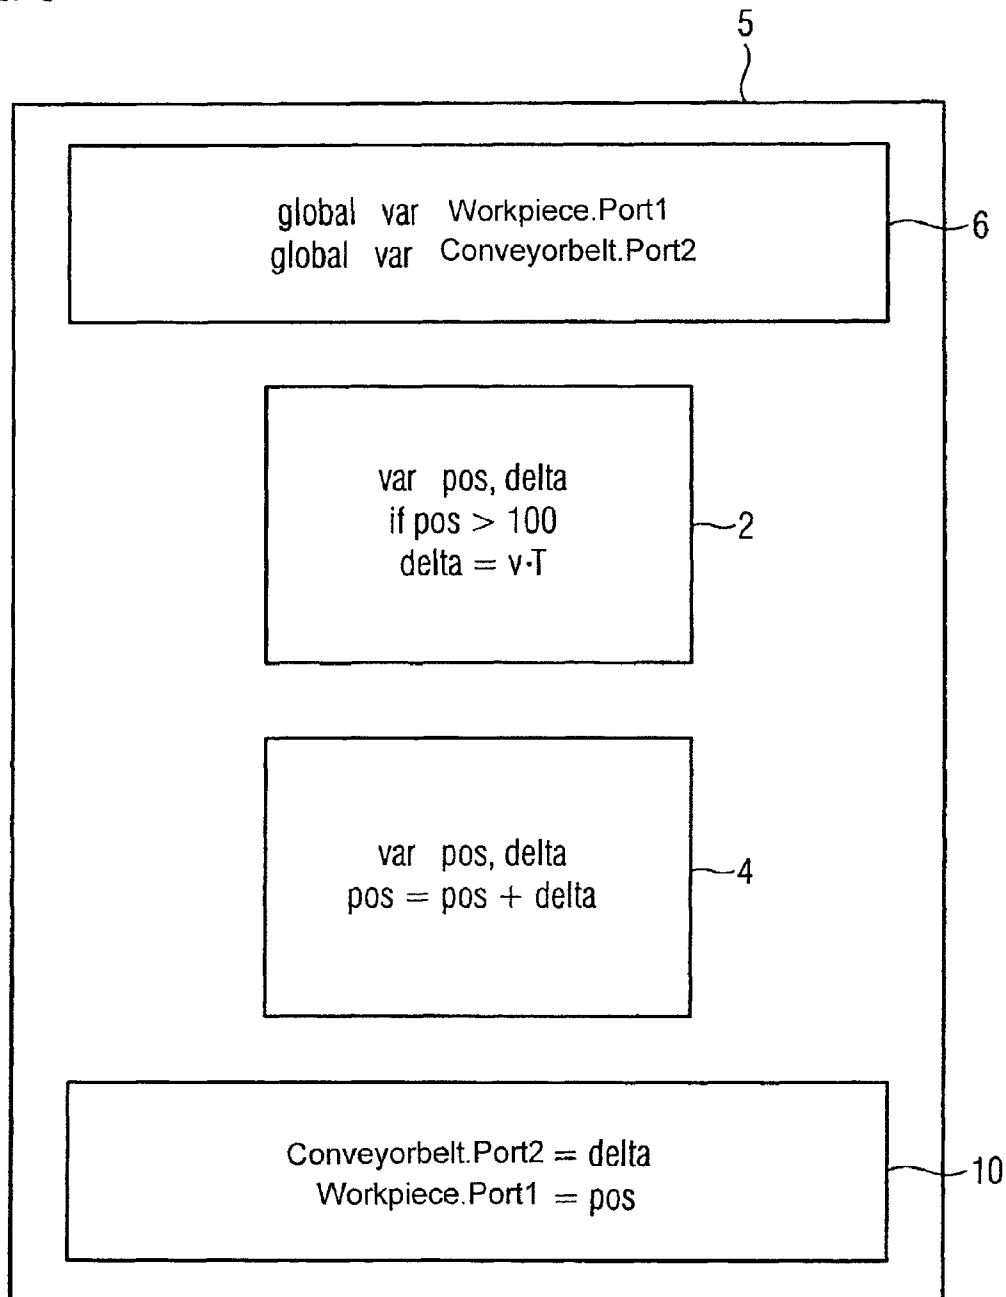 5
global var Workpiece.Port1
global var Conveyorbelt.Port2
6
var pos, delta
if pos > 100
delta = v·T
2
var pos, delta
pos = pos + delta
4
Conveyorbelt.Port2 = delta
Workpiece.Port1 = pos
10